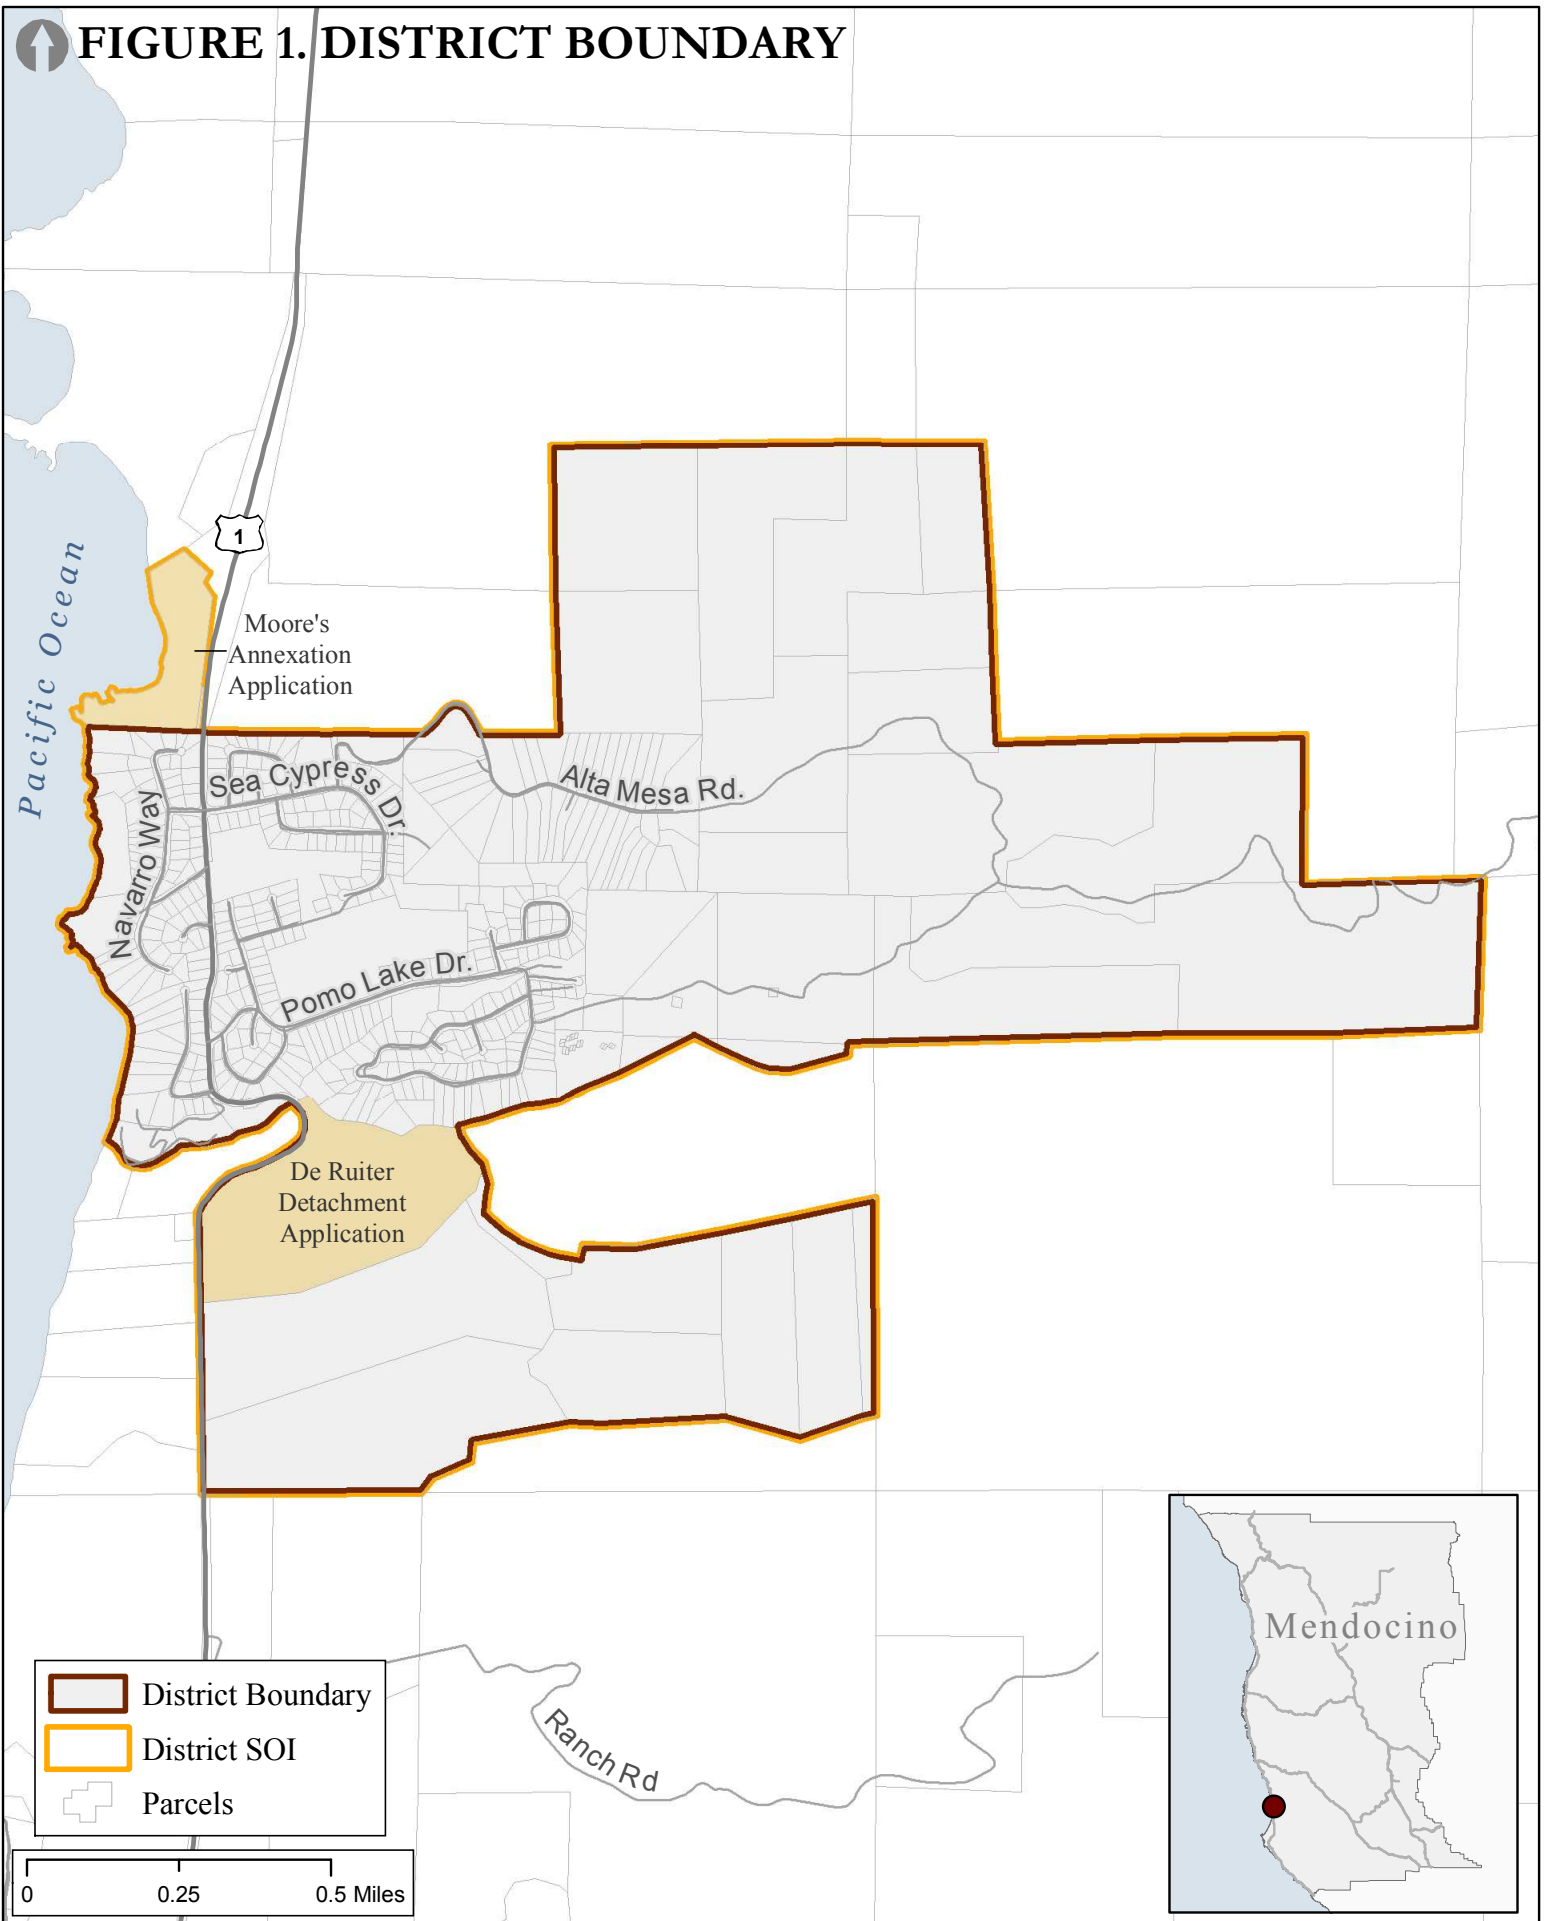 FIGURE 1. DISTRICT BOUNDARY
1
Pacific Ocean
Moore's
Annexation
Application
Sea Cypress Dr.
Alta Mesa Rd.
Navarro Way
Pomo Lake Dr.
De Ruiter
Detachment
Application
Mendocino
District Boundary
District SOI
Parcels
Ranch Rd
0 0.25 0.5 Miles